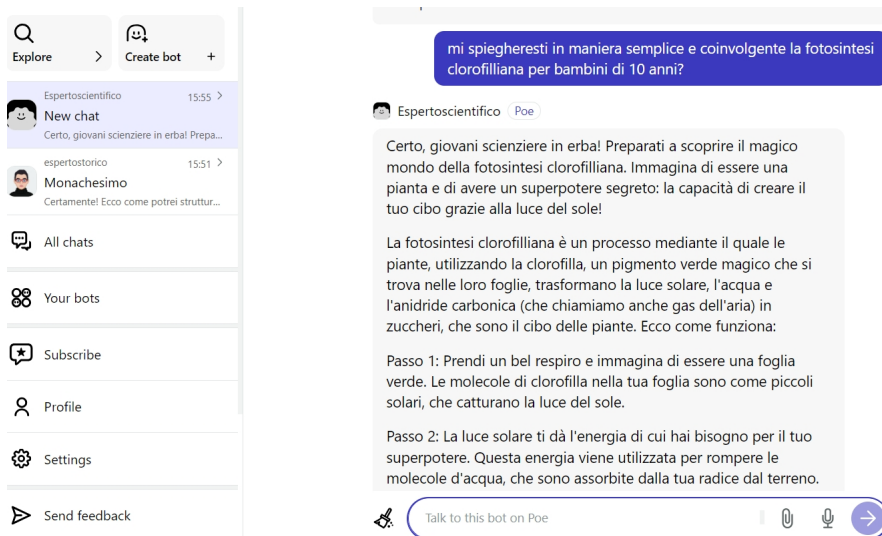 Explore
Create bot +
Espertoscientifico 15:55
New chat
Certo, giovani scienziere in erba! Prepa...
espertostorico 15:51
Monachesimo
Certamente! Ecco come potrei struttur...
All chats
Your bots
Subscribe
Profile
Settings
Send feedback
mi spiegheresti in maniera semplice e coinvolgente la fotosintesi
clorofilliana per bambini di 10 anni?
Espertoscientifico Poe
Certo, giovani scienziere in erba! Preparati a scoprire il magico
mondo della fotosintesi clorofilliana. Immagina di essere una
pianta e di avere un superpotere segreto: la capacità di creare il
tuo cibo grazie alla luce del sole!
La fotosintesi clorofilliana è un processo mediante il quale le
piante, utilizzando la clorofilla, un pigmento verde magico che si
trova nelle loro foglie, trasformano la luce solare, l'acqua e
l'anidride carbonica (che chiamiamo anche gas dell'aria) in
zuccheri, che sono il cibo delle piante. Ecco come funziona:
Passo 1: Prendi un bel respiro e immagina di essere una foglia
verde. Le molecole di clorofilla nella tua foglia sono come piccoli
solari, che catturano la luce del sole.
Passo 2: La luce solare ti dà l'energia di cui hai bisogno per il tuo
superpotere. Questa energia viene utilizzata per rompere le
molecole d'acqua, che sono assorbite dalla tua radice dal terreno.
Talk to this bot on Poe